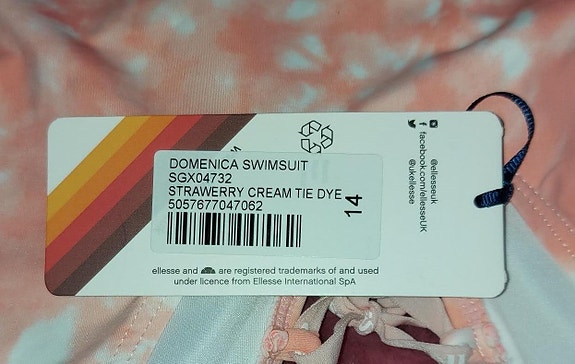 DOMENICA SWIMSUIT
SGX04732
STRAWERRY CREAM TIE DYE
5057677047062
14
ellesse and are registered trademarks of and used
under licence from Ellesse International SpA
@ellesseuk
facebook.com/ellesseUK
@ukellesse